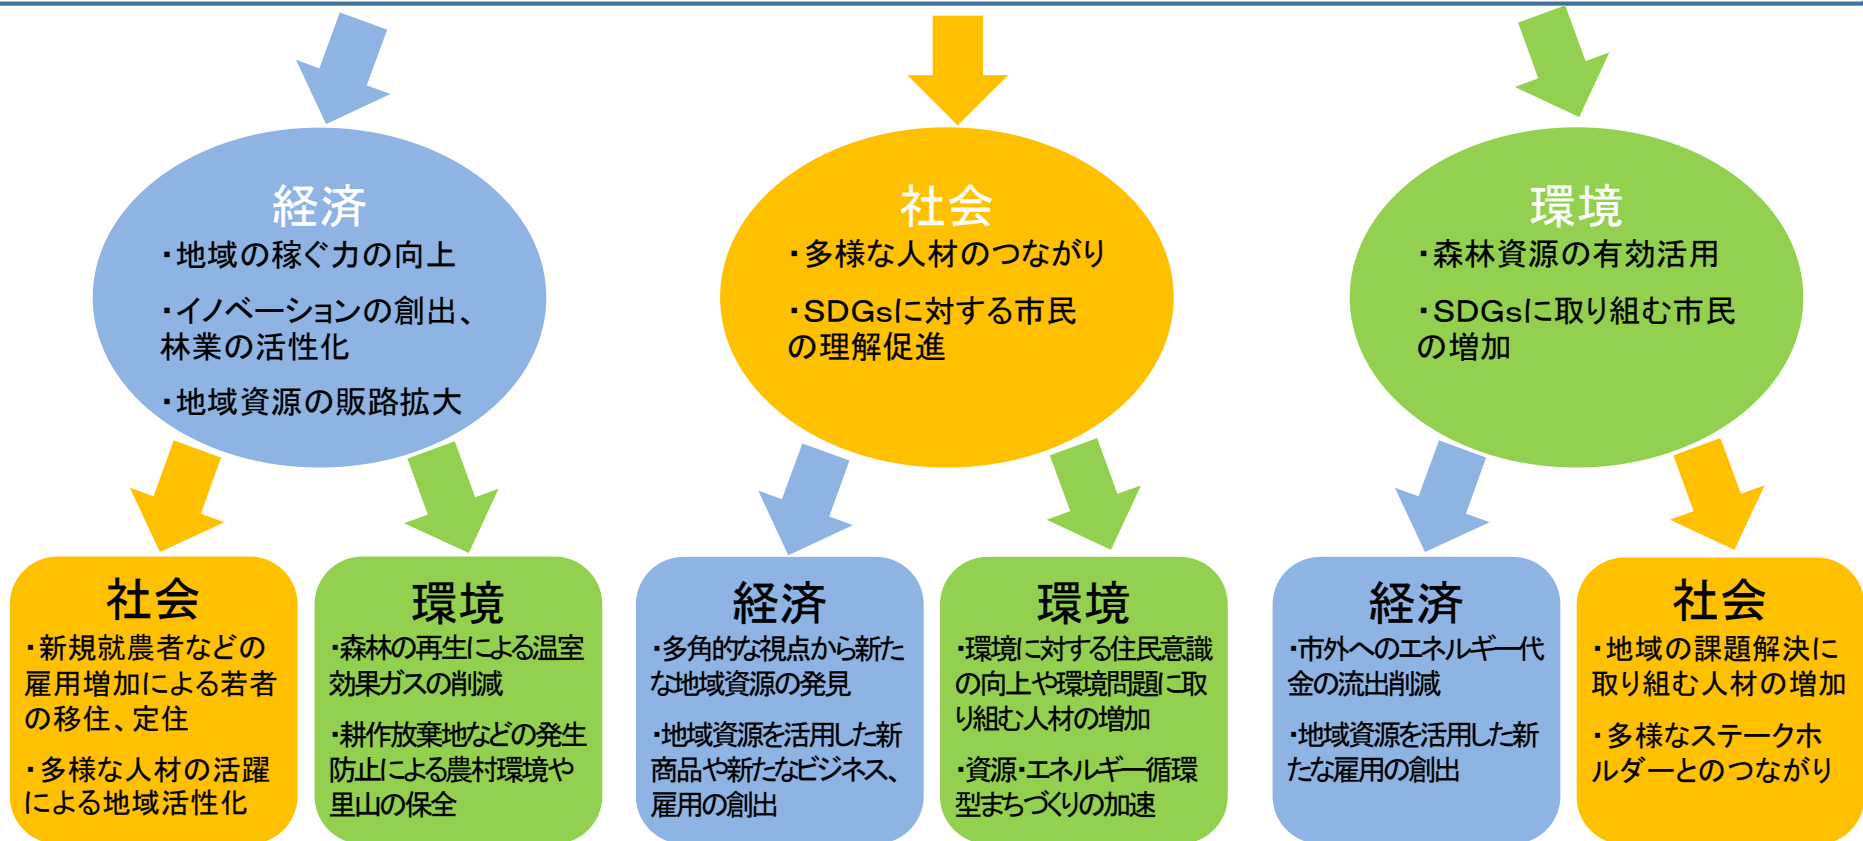 経済
・地域の稼ぐ力の向上
・イノベーションの創出、
林業の活性化
・地域資源の販路拡大
社会
・多様な人材のつながり
・SDGsに対する市民
の理解促進
環境
・森林資源の有効活用
・SDGsに取り組む市民
の増加
社会
・新規就農者などの
雇用増加による若者
の移住、定住
・多様な人材の活躍
による地域活性化
環境
・森林の再生による温室
効果ガスの削減
・耕作放棄地などの発生
防止による農村環境や
里山の保全
経済
・多角的な視点から新た
な地域資源の発見
・地域資源を活用した新
商品や新たなビジネス、
雇用の創出
環境
・環境に対する住民意識
の向上や環境問題に取
り組む人材の増加
・資源・エネルギー循環
型まちづくりの加速
経済
・市外へのエネルギー代
金の流出削減
・地域資源を活用した新
たな雇用の創出
社会
・地域の課題解決に
取り組む人材の増加
・多様なステークホ
ルダーとのつながり